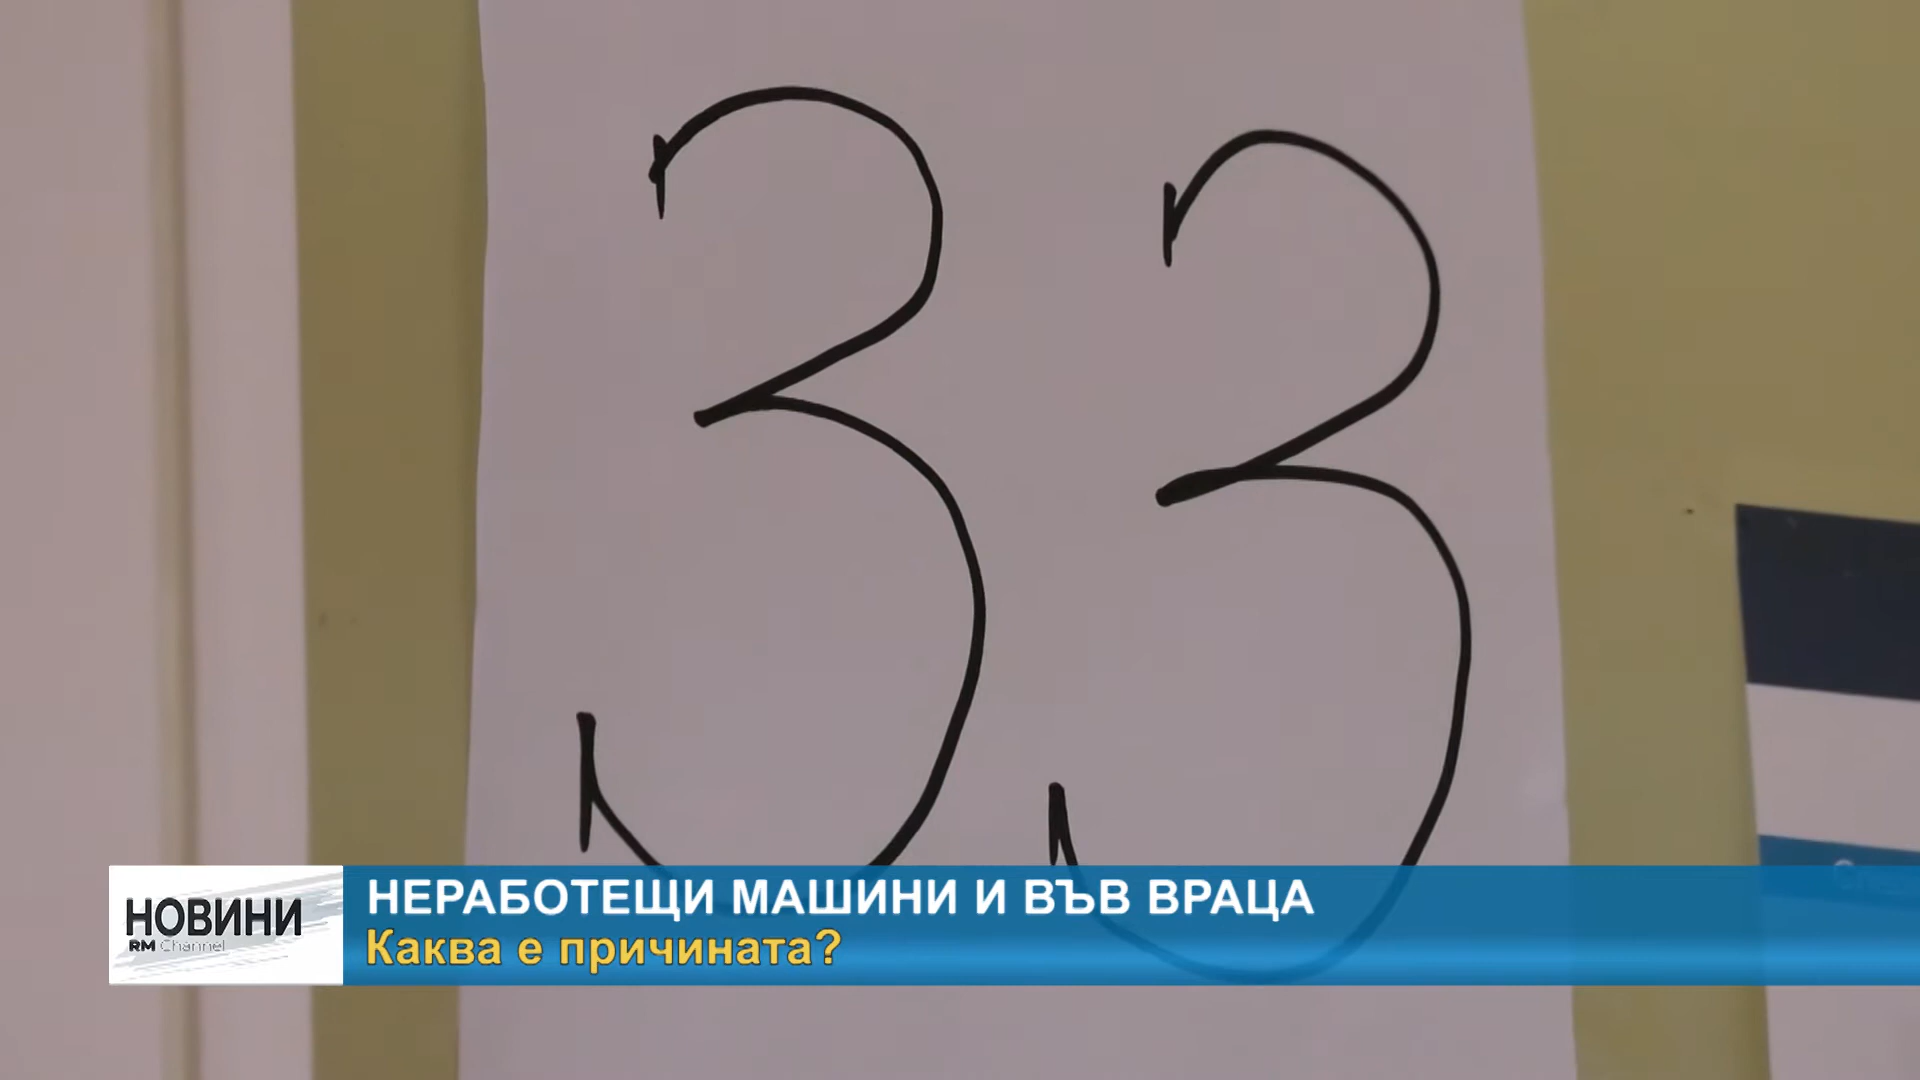 33
НЕРАБОТЕЩИ МАШИНИ И ВЪВ ВРАЦА
Каква е причината?
НОВИНИ
RM Channel